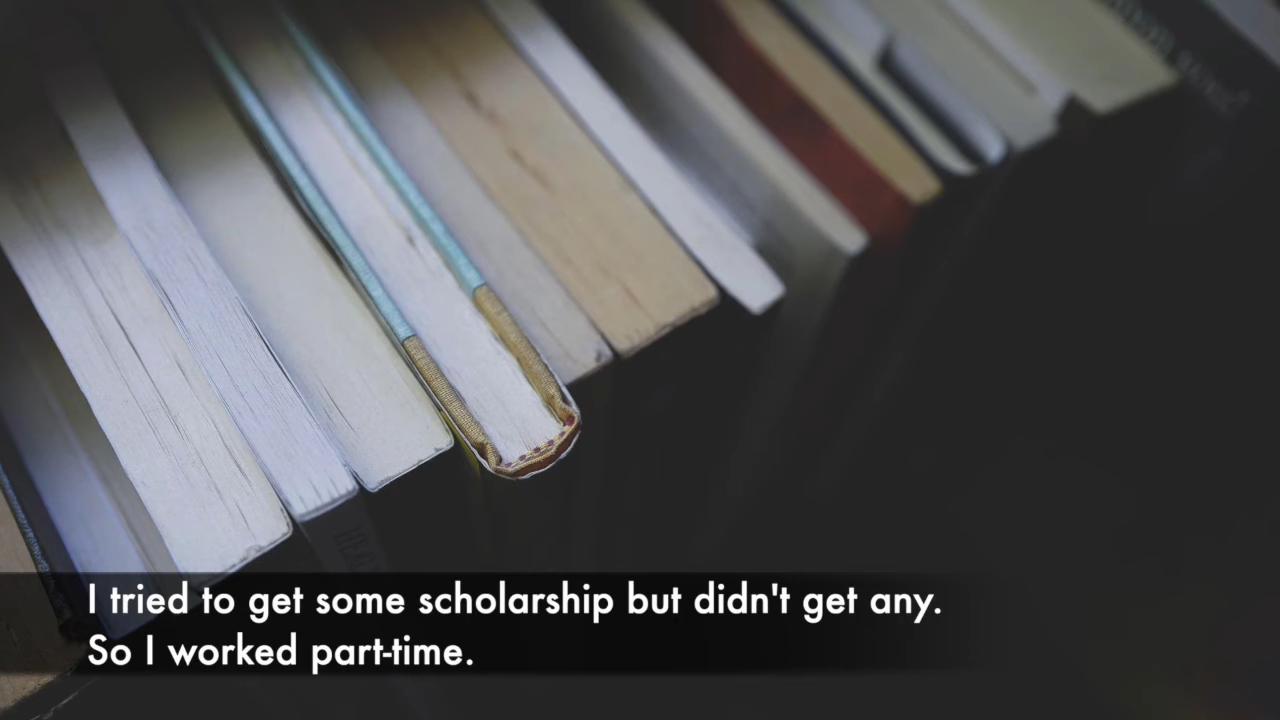 I tried to get some scholarship but didn't get any.
So I worked part-time.